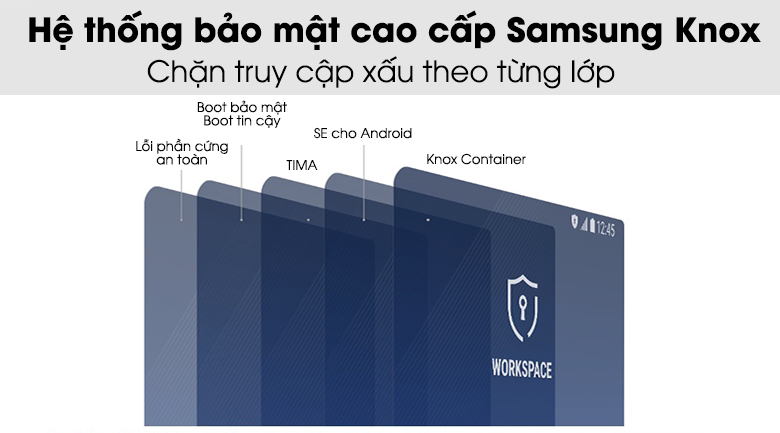 Hệ thống bảo mật cao cấp Samsung Knox
Chặn truy cập xấu theo từng lớp
Boot bảo mật
Boot tin cậy
SE cho Android
Lỗi phần cứng
an toàn
TIMA
Knox Container
12:45
WORKSPACE